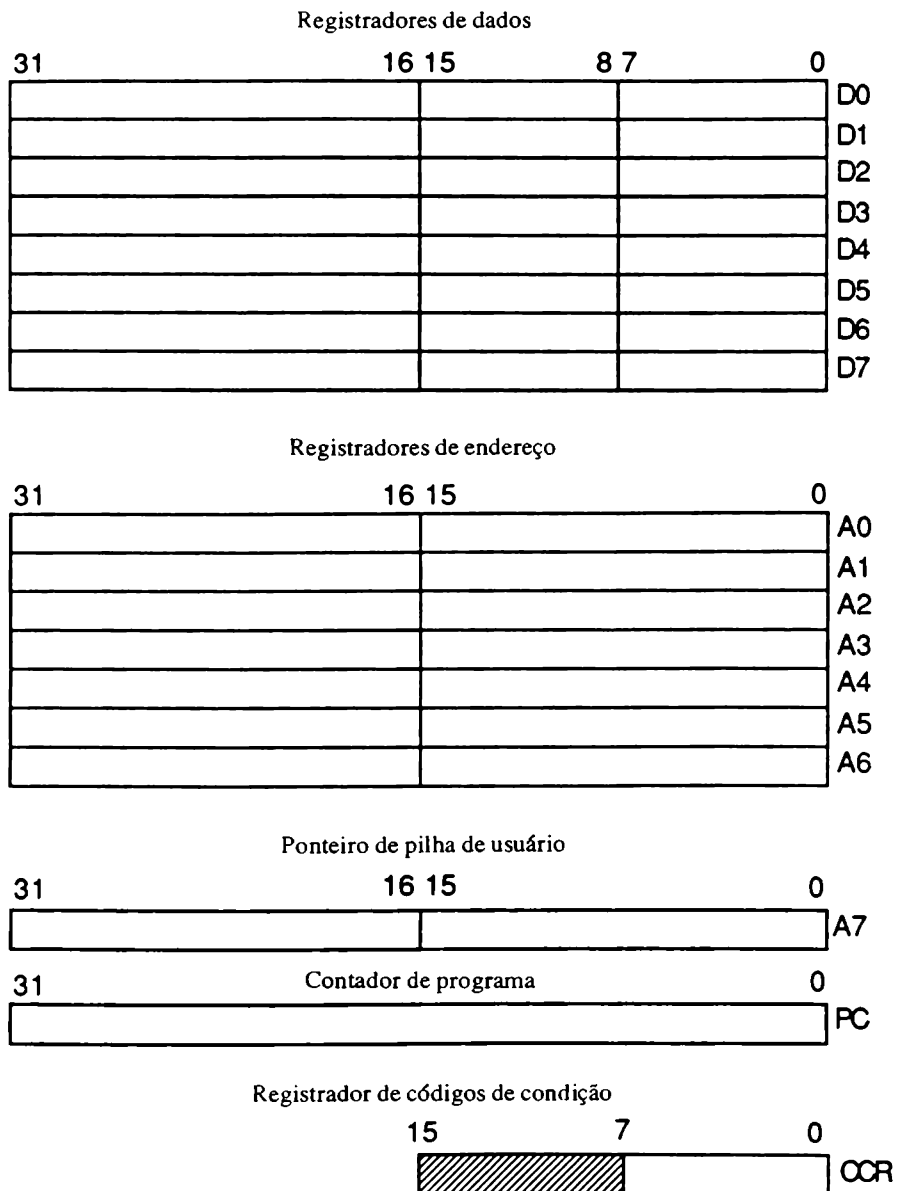 Registradores de dados
31 16 15 8 7 0
D0
D1
D2
D3
D4
D5
D6
D7
Registradores de endereço
31 16 15 0
A0
A1
A2
A3
A4
A5
A6
Ponteiro de pilha de usuário
31 16 15 0
A7
31 Contador de programa 0
PC
Registrador de códigos de condição
15 7 0
CCR